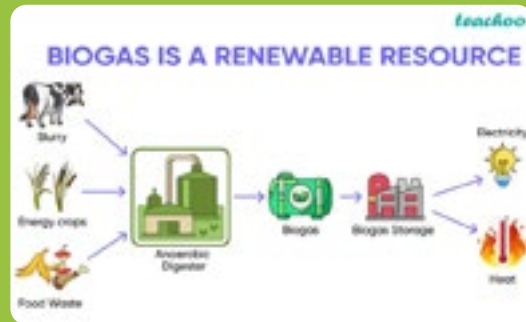 teachoo
BIOGAS IS A RENEWABLE RESOURCE
Slurry
Electricity
Energy crops
Anaerobic
Digester
Biogas
Biogas Storage
Food Waste
Heat